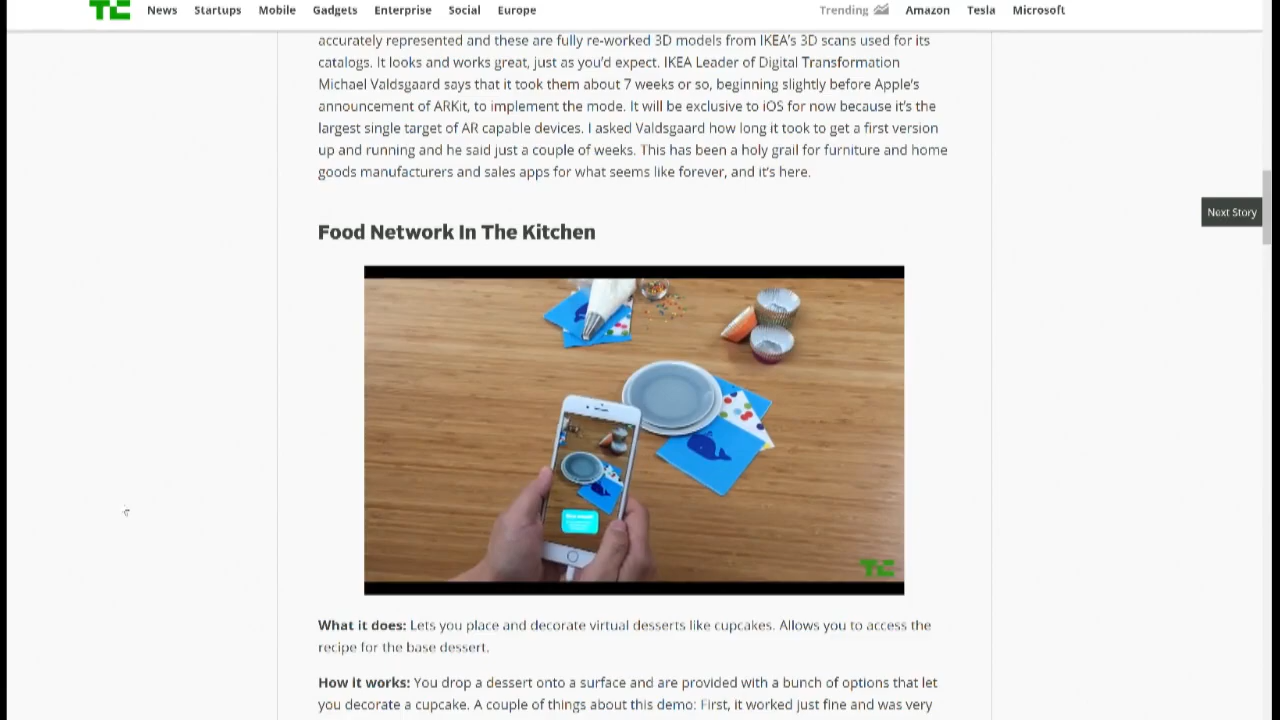 TC News Startups Mobile Gadgets Enterprise Social Europe Trending Amazon Tesla Microsoft
accurately represented and these are fully re-worked 3D models from IKEA's 3D scans used for its
catalogs. It looks and works great, just as you'd expect. IKEA Leader of Digital Transformation
Michael Valdsgaard says that it took them about 7 weeks or so, beginning slightly before Apple's
announcement of ARKit, to implement the mode. It will be exclusive to iOS for now because it's the
largest single target of AR capable devices. I asked Valdsgaard how long it took to get a first version
up and running and he said just a couple of weeks. This has been a holy grail for furniture and home
goods manufacturers and sales apps for what seems like forever, and it's here.
Next Story
Food Network In The Kitchen
TC
What it does: Lets you place and decorate virtual desserts like cupcakes. Allows you to access the
recipe for the base dessert.
How it works: You drop a dessert onto a surface and are provided with a bunch of options that let
you decorate a cupcake. A couple of things about this demo: First, it worked just fine and was very